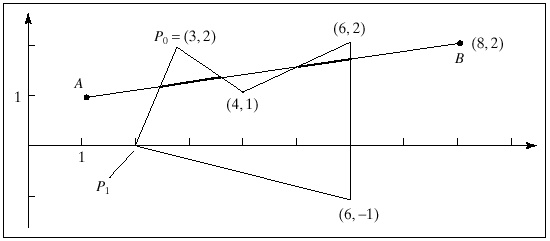 (6, 2)
P0 = (3, 2)
(8, 2)
B
A
1
(4, 1)
1
P1
(6, −1)